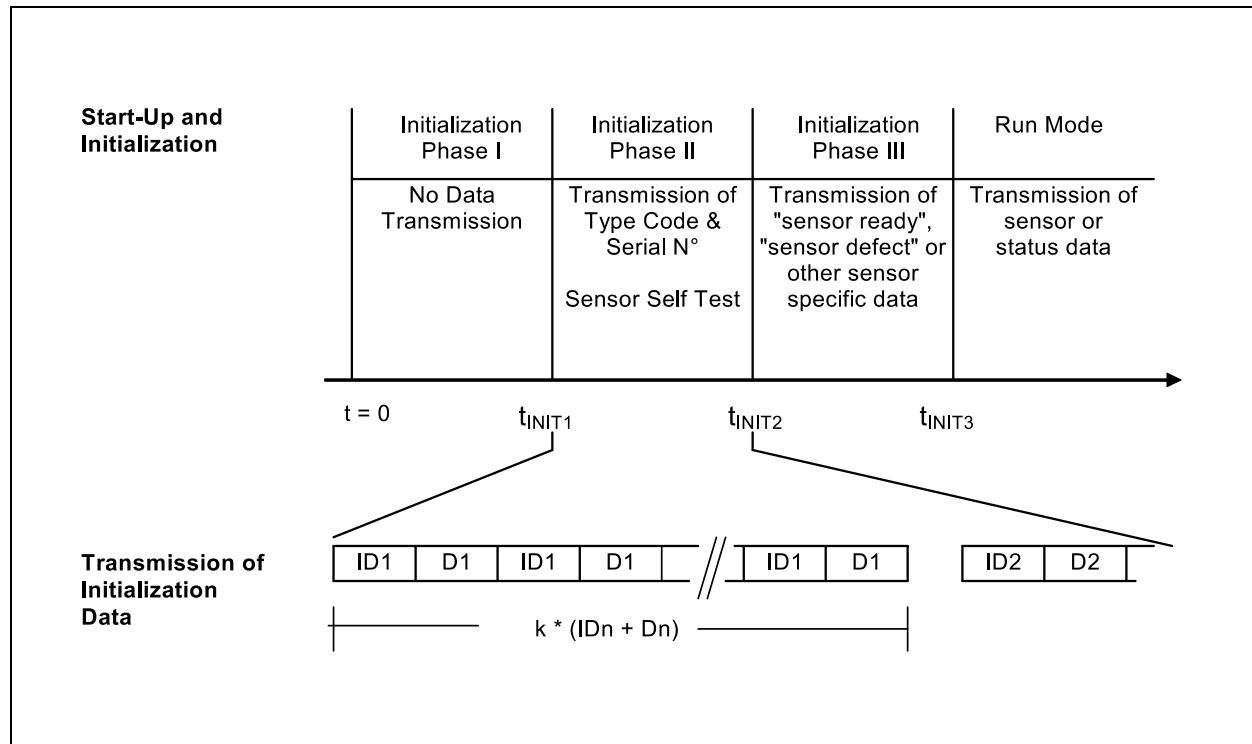 Start-Up and
Initialization
Initialization
Phase I
Initialization
Phase II
Initialization
Phase III
Run Mode
No Data
Transmission
Transmission of
Type Code &
Serial N°
Sensor Self Test
Transmission of
"sensor ready",
"sensor defect" or
other sensor
specific data
Transmission of
sensor or
status data
t = 0
tINIT1
tINIT2
tINIT3
Transmission of
Initialization
Data
ID1 D1 ID1 D1 ID1 D1 ID2 D2
k * (IDn + Dn)